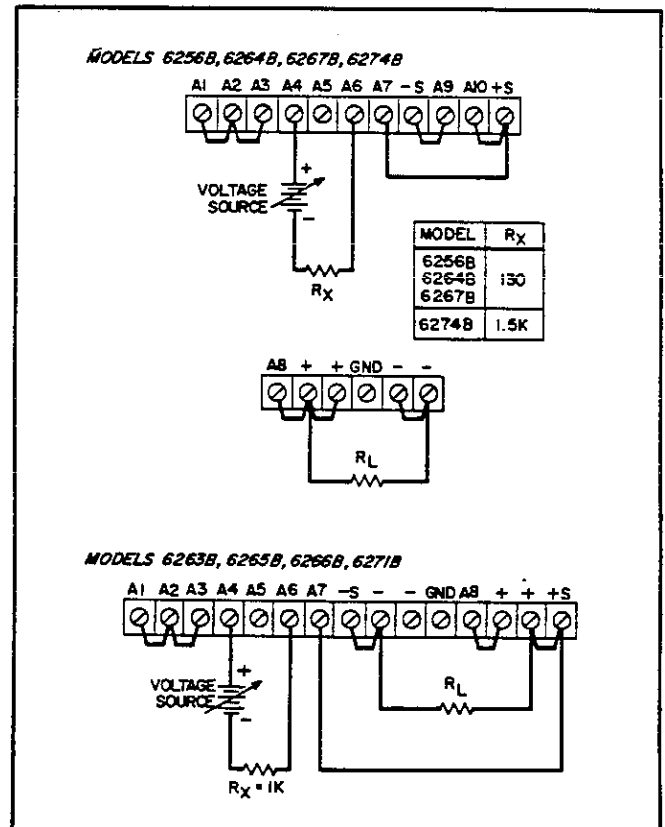 MODELS 6256B, 6264B, 6267B, 6274B
A1 A2 A3 A4 A5 A6 A7 -S A9 A10 +S
+
VOLTAGE
SOURCE
-
RX
MODEL RX
6256B
6264B 130
6267B
6274B 1.5K
A8 + + GND - -
RL
MODELS 6263B, 6265B, 6266B, 6271B
A1 A2 A3 A4 A5 A6 A7 -S - - GND A8 + + +S
+
VOLTAGE
SOURCE
-
RL
RX = 1K